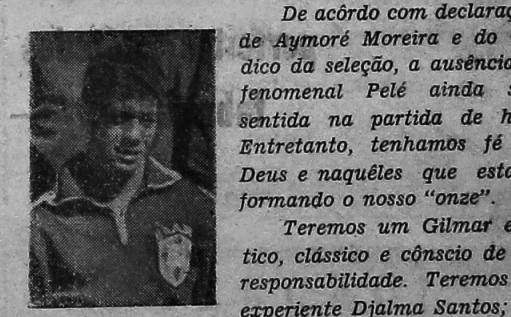 De acôrdo com declaraç
de Aymoré Moreira e do
dico da seleção, a ausência
fenomenal Pelé ainda s
sentida na partida de h
Entretanto, tenhamos fé
Deus e naquêles que esta
formando o nosso "onze".
Teremos um Gilmar e
tico, clássico e cônscio de
responsabilidade. Teremos
experiente Djalma Santos;